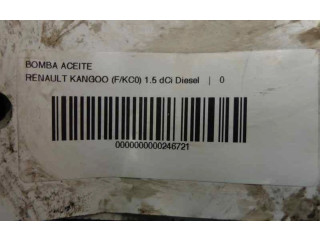 BOMBA ACEITE
RENAULT KANGOO (F/KC0) 1.5 dCi Diesel | 0
0000000000246721